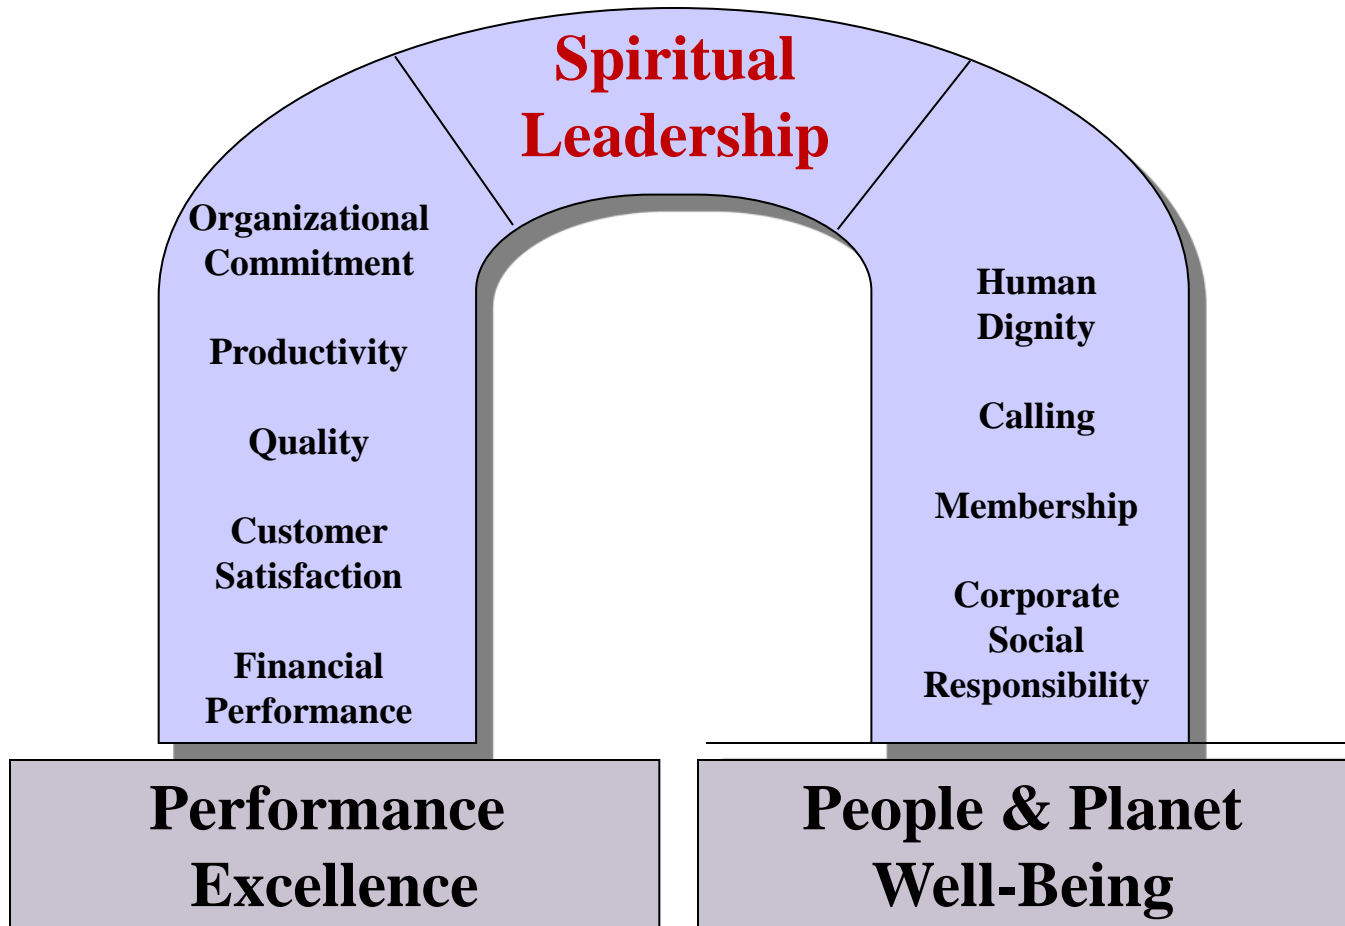 Spiritual
Leadership
Organizational
Commitment
Productivity
Quality
Customer
Satisfaction
Financial
Performance
Human
Dignity
Calling
Membership
Corporate
Social
Responsibility
Performance
Excellence
People & Planet
Well-Being